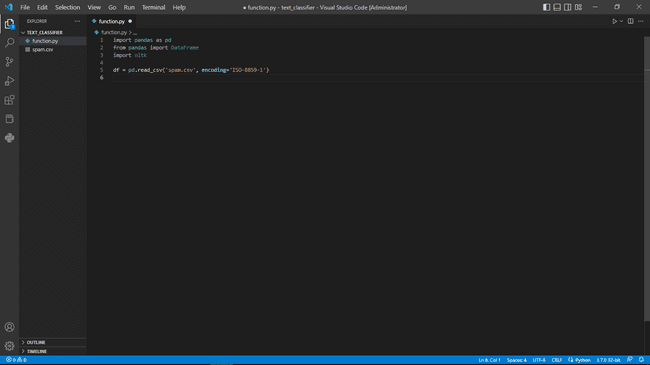 File Edit Selection View Go Run Terminal Help
● function.py - text_classifier - Visual Studio Code [Administrator]
EXPLORER
TEXT_CLASSIFIER
function.py
spam.csv
function.py
function.py > ...
1 import pandas as pd
2 from pandas import DataFrame
3 import nltk
4
5 df = pd.read_csv('spam.csv', encoding='ISO-8859-1')
6
OUTLINE
TIMELINE
0 0
Ln 6, Col 1 Spaces: 4 UTF-8 CRLF Python 3.7.0 32-bit